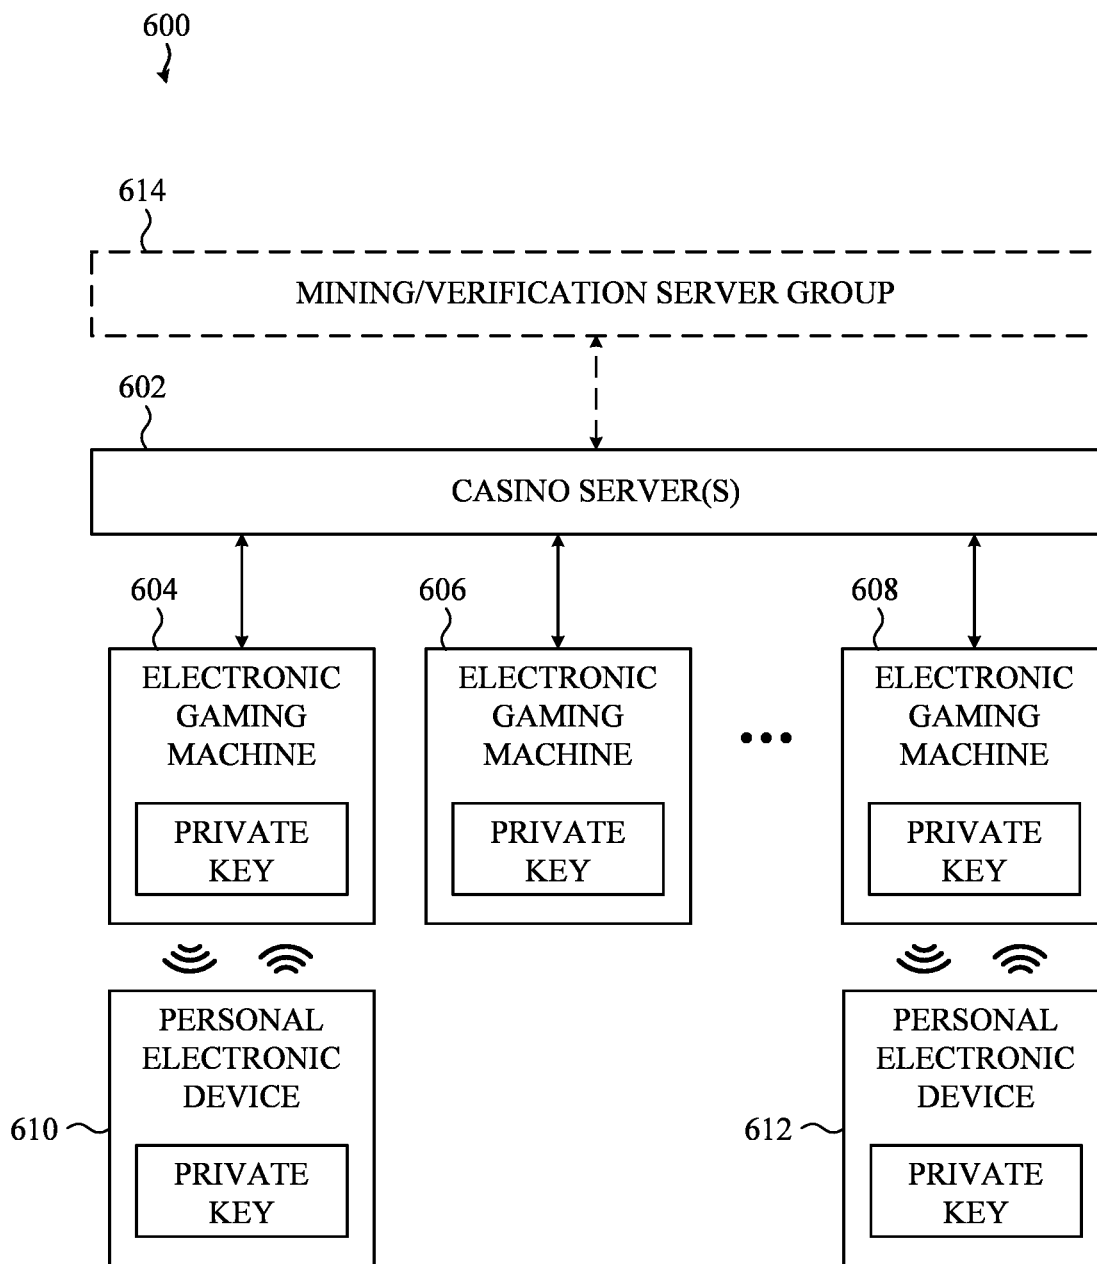 600
614
MINING/VERIFICATION SERVER GROUP
602
CASINO SERVER(S)
604
606
608
ELECTRONIC
GAMING
MACHINE
PRIVATE
KEY
ELECTRONIC
GAMING
MACHINE
PRIVATE
KEY
ELECTRONIC
GAMING
MACHINE
PRIVATE
KEY
610
PERSONAL
ELECTRONIC
DEVICE
PRIVATE
KEY
612
PERSONAL
ELECTRONIC
DEVICE
PRIVATE
KEY